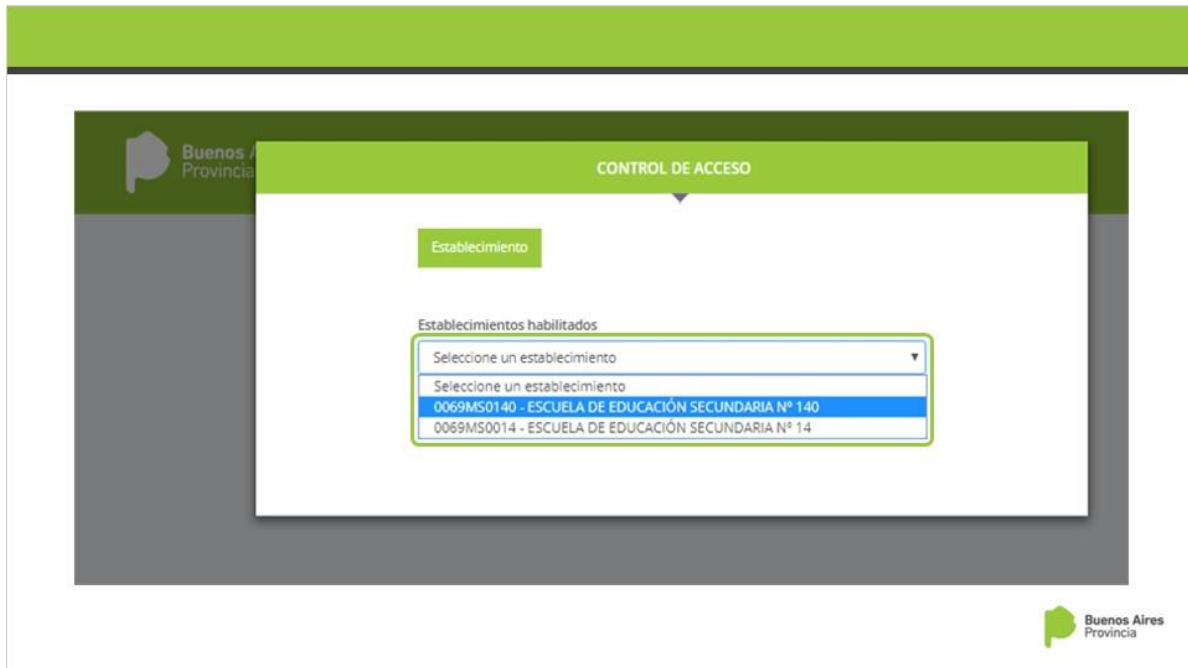 Buenos
Provincia
CONTROL DE ACCESO
Establecimiento
Establecimientos habilitados
Seleccione un establecimiento
Seleccione un establecimiento
0069MS0140 - ESCUELA DE EDUCACIÓN SECUNDARIA Nº 140
0069MS0014 - ESCUELA DE EDUCACIÓN SECUNDARIA Nº 14
Buenos Aires
Provincia